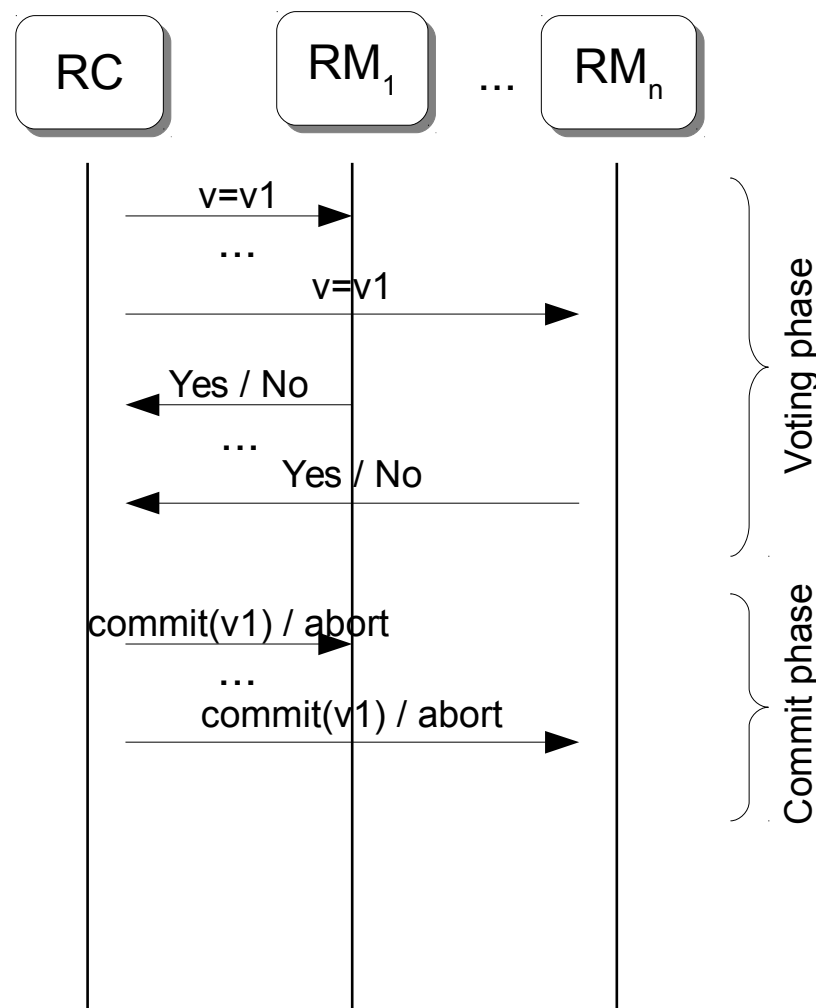 RC
RM₁
...
RMₙ
v=v1
...
v=v1
Yes / No
...
Yes / No
Voting phase
commit(v1) / abort
...
commit(v1) / abort
Commit phase